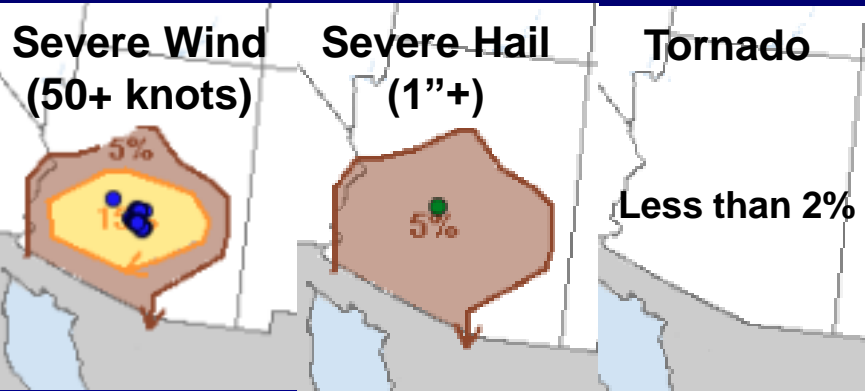 Severe Wind
(50+ knots)
5%
Severe Hail
(1”+)
5%
Tornado
Less than 2%